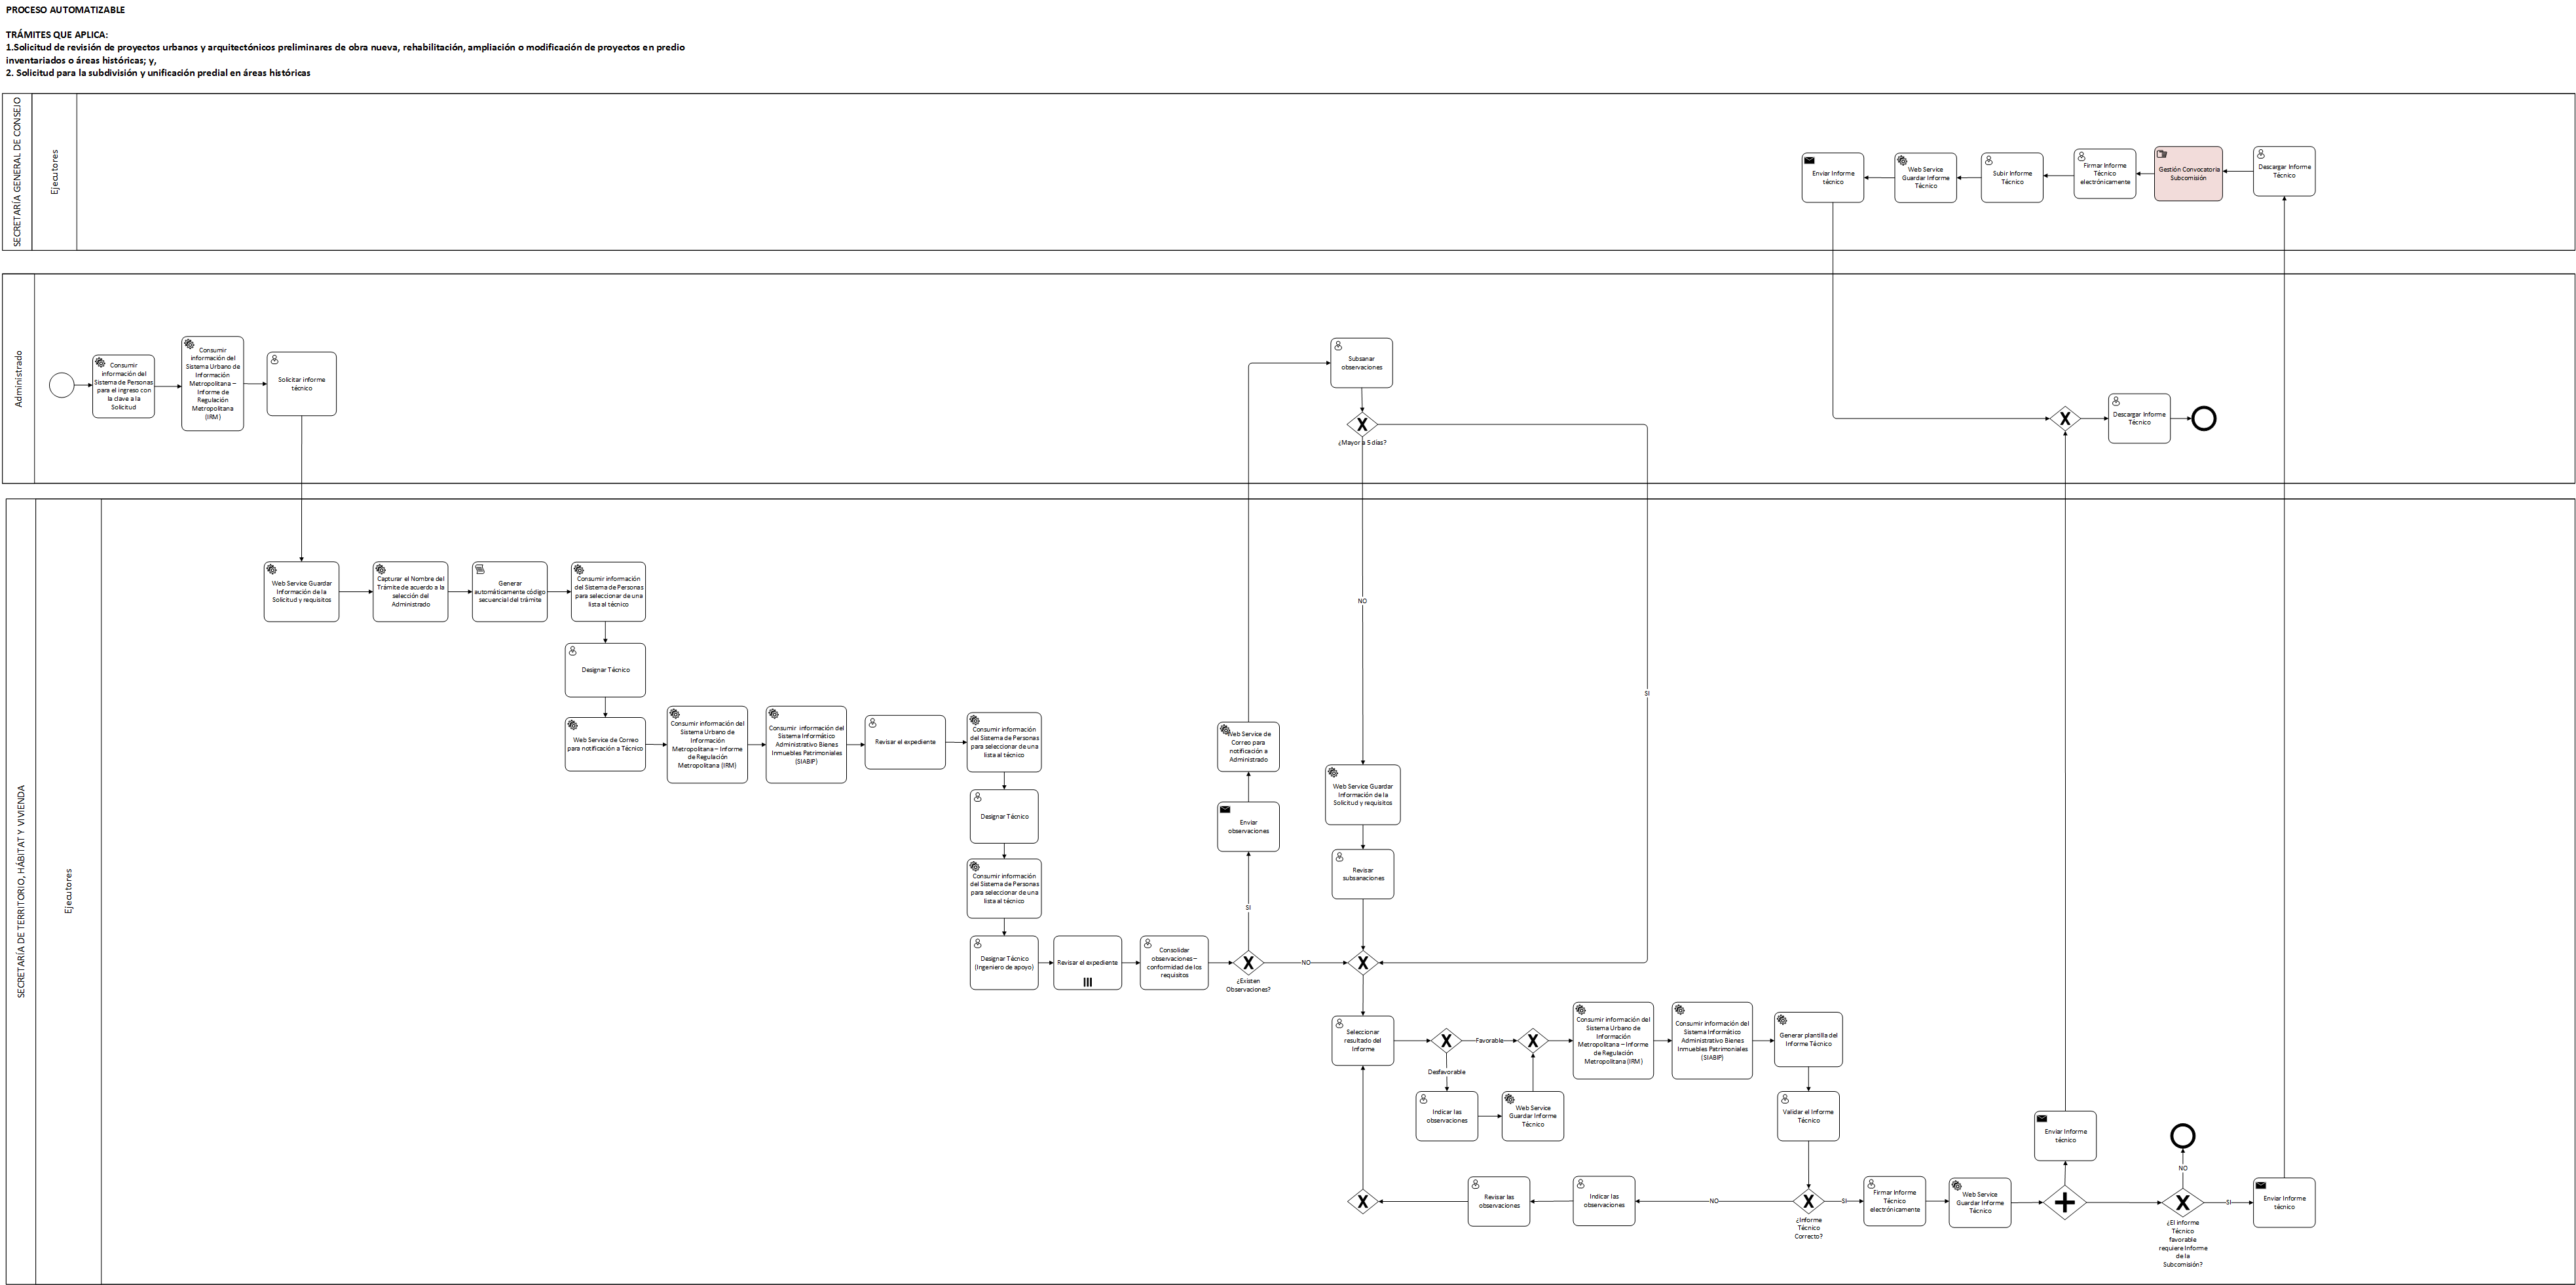 PROCESO AUTOMATIZABLE
TRÁMITES QUE APLICA:
1.Solicitud de revisión de proyectos urbanos y arquitectónicos preliminares de obra nueva, rehabilitación, ampliación o modificación de proyectos en predio
inventariados o áreas históricas; y,
2. Solicitud para la subdivisión y unificación predial en áreas históricas
SECRETARÍA GENERAL DE CONSEJO
Ejecutores
Enviar Informe
técnico
Web Service
Guardar Informe
Técnico
Subir Informe
Técnico
Firmar Informe
Técnico
electrónicamente
Gestión Convocatoria
Subcomisión
Descargar Informe
Técnico
Administrado
Consumir
información del
Sistema de Personas
para el ingreso con
la clave a la
Solicitud
Consumir
información del
Sistema Urbano de
Información
Metropolitana –
Informe de
Regulación
Metropolitana
(IRM)
Solicitar informe
técnico
Subsanar
observaciones
¿Mayor a 5 días?
Descargar Informe
Técnico
SECRETARÍA DE TERRITORIO, HÁBITAT Y VIVIENDA
Ejecutores
Web Service Guardar
Información de la
Solicitud y requisitos
Capturar el Nombre del
Trámite de acuerdo a la
selección del
Administrado
Generar
automáticamente código
secuencial del trámite
Consumir información
del Sistema de Personas
para seleccionar de una
lista al técnico
Designar Técnico
Web Service de Correo
para notificación a Técnico
Consumir información del
Sistema Urbano de
Información
Metropolitana – Informe
de Regulación
Metropolitana (IRM)
Consumir información del
Sistema Informático
Administrativo Bienes
Inmuebles Patrimoniales
(SIABIP)
Revisar el expediente
Consumir información
del Sistema de Personas
para seleccionar de una
lista al técnico
Designar Técnico
Consumir información
del Sistema de Personas
para seleccionar de una
lista al técnico
Designar Técnico
(Ingeniero de apoyo)
Revisar el expediente
Consolidar
observaciones –
conformidad de los
requisitos
¿Existen
Observaciones?
SI
Enviar
observaciones
Web Service de
Correo para
notificación a
Administrado
NO
NO
SI
Web Service Guardar
Información de la
Solicitud y requisitos
Revisar
subsanaciones
Seleccionar
resultado del
Informe
Favorable
Desfavorable
Indicar las
observaciones
Web Service
Guardar Informe
Técnico
Consumir información del
Sistema Urbano de
Información
Metropolitana – Informe
de Regulación
Metropolitana (IRM)
Consumir información del
Sistema Informático
Administrativo Bienes
Inmuebles Patrimoniales
(SIABIP)
Generar plantilla del
Informe Técnico
Validar el Informe
Técnico
¿Informe
Técnico
Correcto?
NO
Indicar las
observaciones
Revisar las
observaciones
SI
Firmar Informe
Técnico
electrónicamente
Web Service
Guardar Informe
Técnico
Enviar Informe
técnico
NO
¿El informe
Técnico
favorable
requiere Informe
de la
Subcomisión?
SI
Enviar Informe
técnico